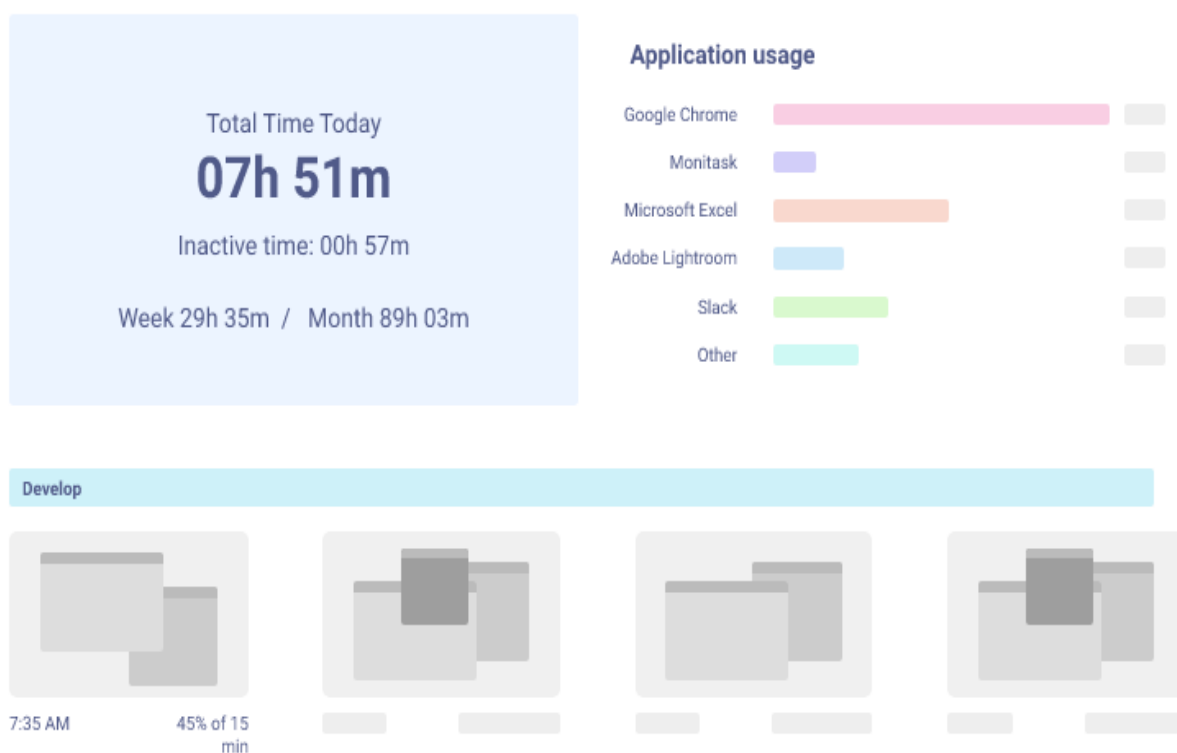 Total Time Today
07h 51m
Inactive time: 00h 57m
Week 29h 35m / Month 89h 03m
Application usage
Google Chrome
Monitask
Microsoft Excel
Adobe Lightroom
Slack
Other
Develop
7:35 AM
45% of 15
min